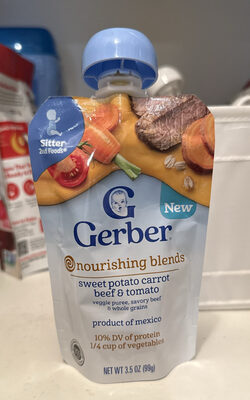 Sitter
2nd Foods®
New
G
Gerber®
nourishing blends
sweet potato carrot
beef & tomato
veggie puree, savory beef
& whole grains
product of mexico
10% DV of protein
1/4 cup of vegetables
NET WT 3.5 OZ (99g)